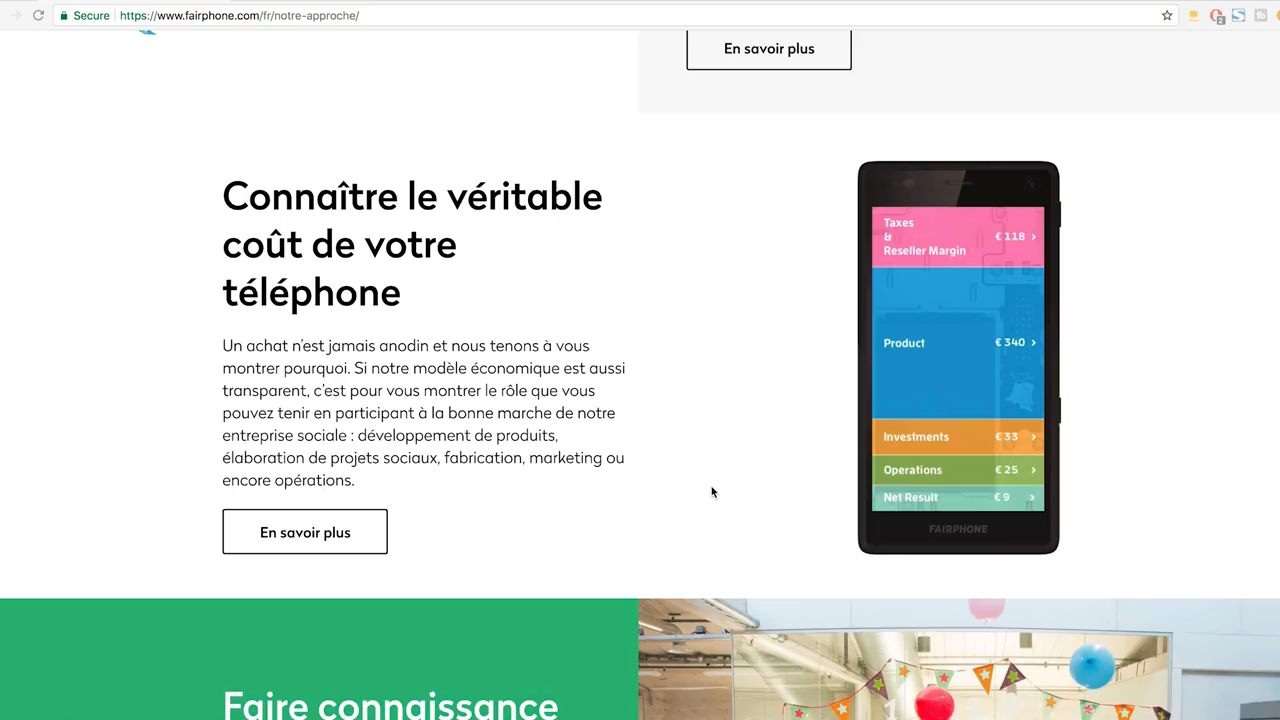 Secure https://www.fairphone.com/fr/notre-approche/
2
En savoir plus
Connaître le véritable
coût de votre
téléphone
Un achat n'est jamais anodin et nous tenons à vous
montrer pourquoi. Si notre modèle économique est aussi
transparent, c'est pour vous montrer le rôle que vous
pouvez tenir en participant à la bonne marche de notre
entreprise sociale : développement de produits,
élaboration de projets sociaux, fabrication, marketing ou
encore opérations.
En savoir plus
Taxes
&
Reseller Margin
€ 118 ›
Product € 340 ›
Investments € 33 ›
Operations € 25 ›
Net Result € 9 ›
FAIRPHONE
Faire connaissance